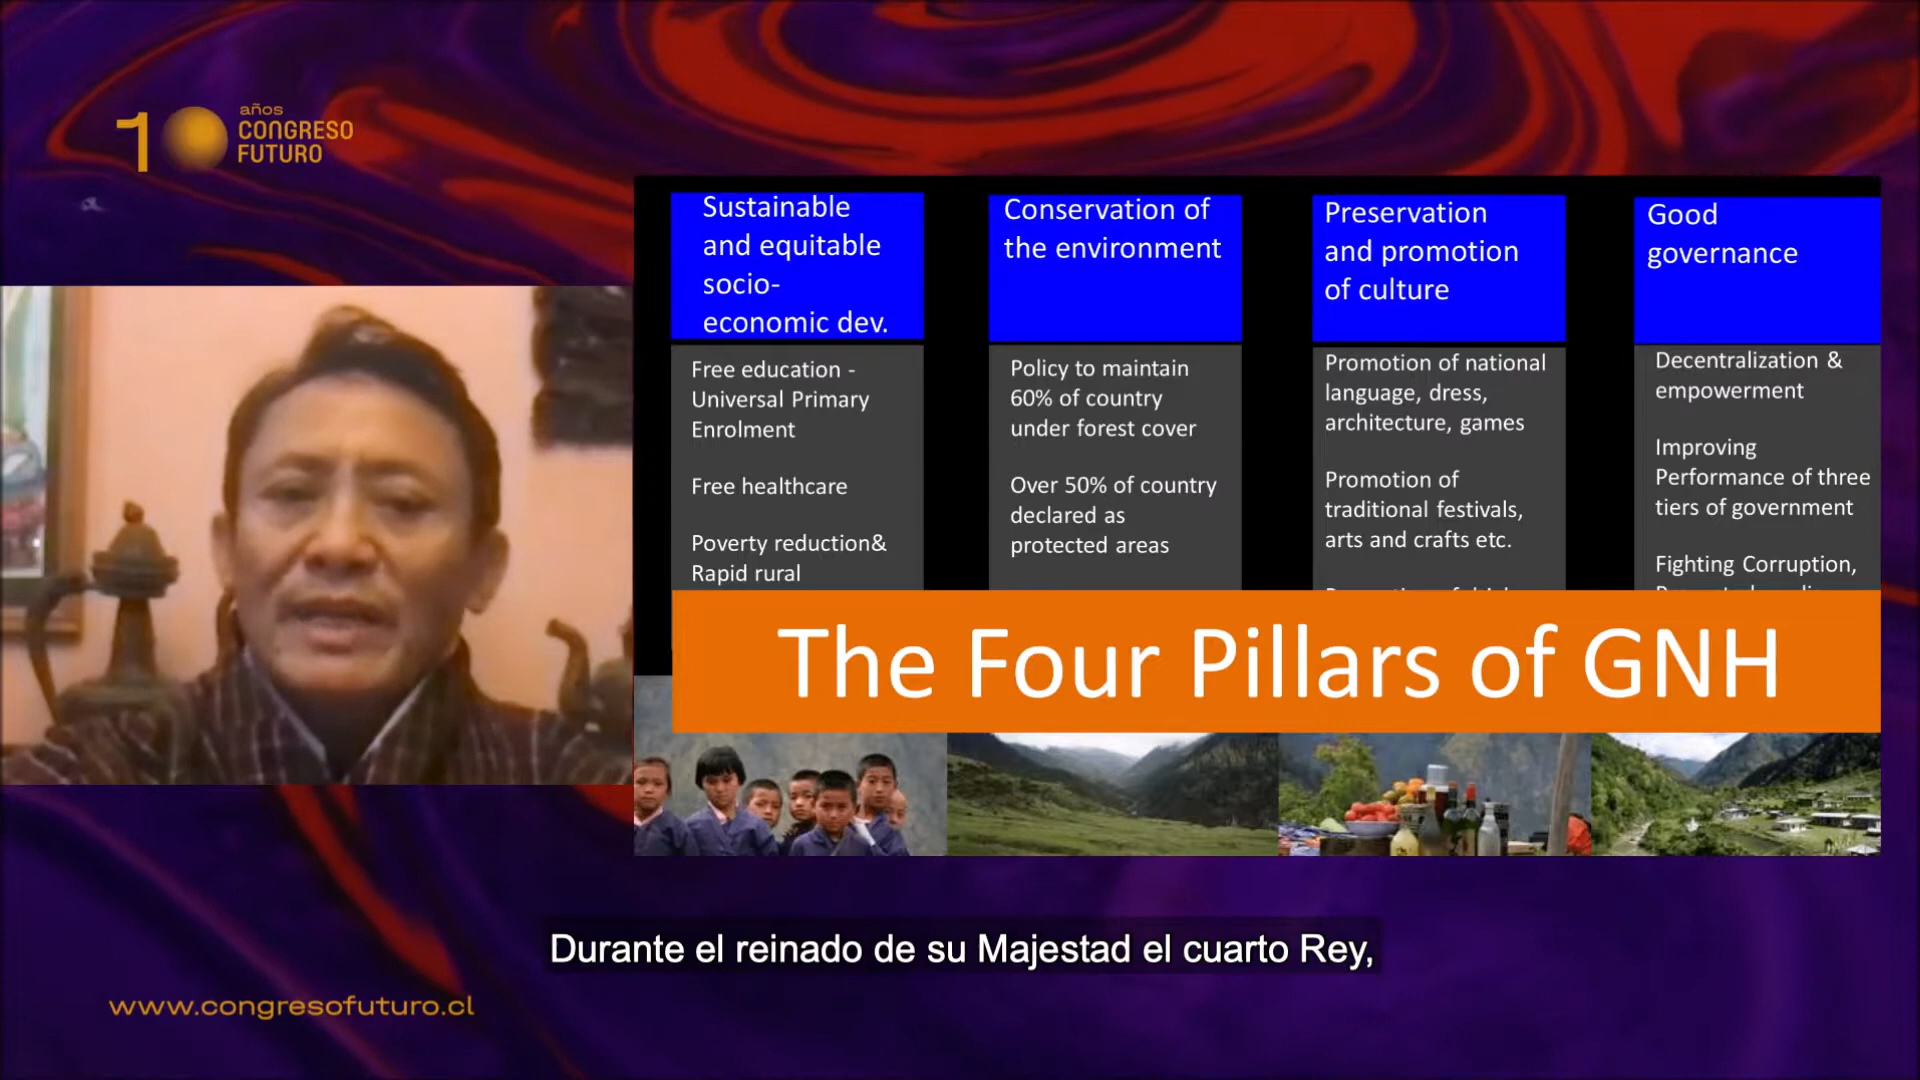 10 años
CONGRESO
FUTURO
Sustainable
and equitable
socio-
economic dev.
Free education -
Universal Primary
Enrolment
Free healthcare
Poverty reduction&
Rapid rural
Conservation of
the environment
Policy to maintain
60% of country
under forest cover
Over 50% of country
declared as
protected areas
Preservation
and promotion
of culture
Promotion of national
language, dress,
architecture, games
Promotion of
traditional festivals,
arts and crafts etc.
Good
governance
Decentralization &
empowerment
Improving
Performance of three
tiers of government
Fighting Corruption,
The Four Pillars of GNH
Durante el reinado de su Majestad el cuarto Rey,
www.congresofuturo.cl